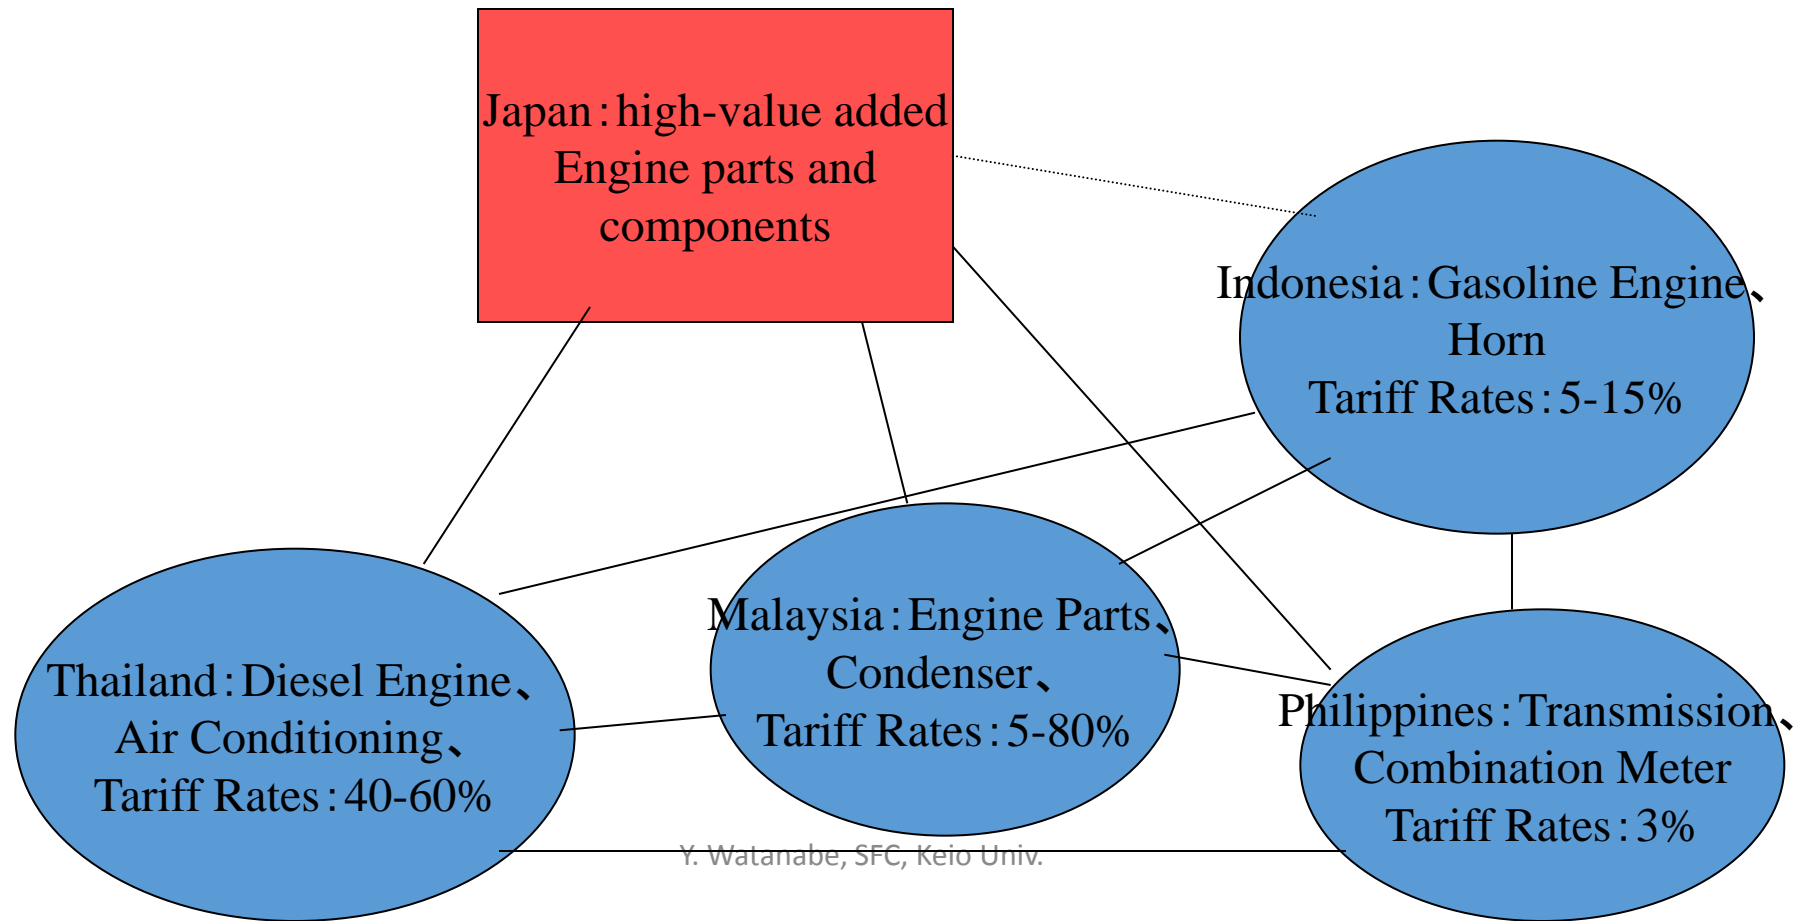 Japan：high-value added
Engine parts and
components
Indonesia：Gasoline Engine、
Horn
Tariff Rates：5-15%
Malaysia：Engine Parts、
Condenser、
Tariff Rates：5-80%
Thailand：Diesel Engine、
Air Conditioning、
Tariff Rates：40-60%
Philippines：Transmission、
Combination Meter
Tariff Rates：3%
Y. Watanabe, SFC, Keio Univ.